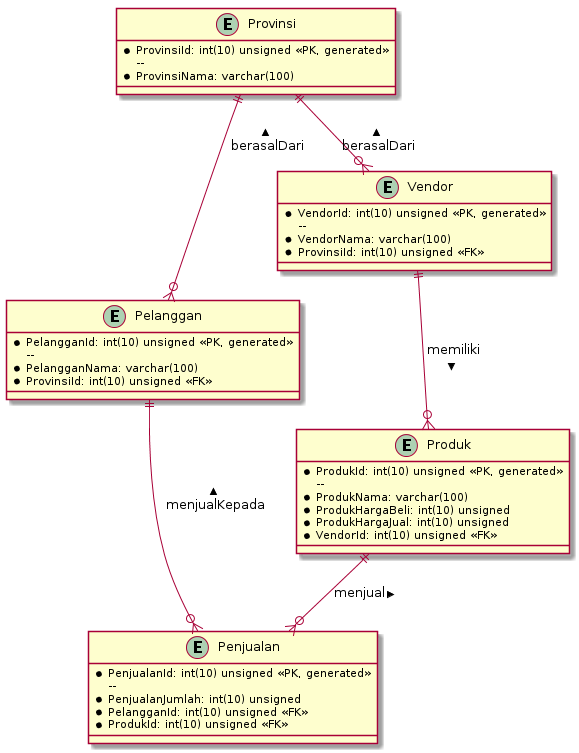 E Provinsi
ProvinsiId: int(10) unsigned «PK, generated»
--
ProvinsiNama: varchar(100)
berasalDari
berasalDari
E Vendor
VendorId: int(10) unsigned «PK, generated»
--
VendorNama: varchar(100)
ProvinsiId: int(10) unsigned «FK»
E Pelanggan
PelangganId: int(10) unsigned «PK, generated»
--
PelangganNama: varchar(100)
ProvinsiId: int(10) unsigned «FK»
memiliki
E Produk
ProdukId: int(10) unsigned «PK, generated»
--
ProdukNama: varchar(100)
ProdukHargaBeli: int(10) unsigned
ProdukHargaJual: int(10) unsigned
VendorId: int(10) unsigned «FK»
menjualKepada
menjual
E Penjualan
PenjualanId: int(10) unsigned «PK, generated»
--
PenjualanJumlah: int(10) unsigned
PelangganId: int(10) unsigned «FK»
ProdukId: int(10) unsigned «FK»